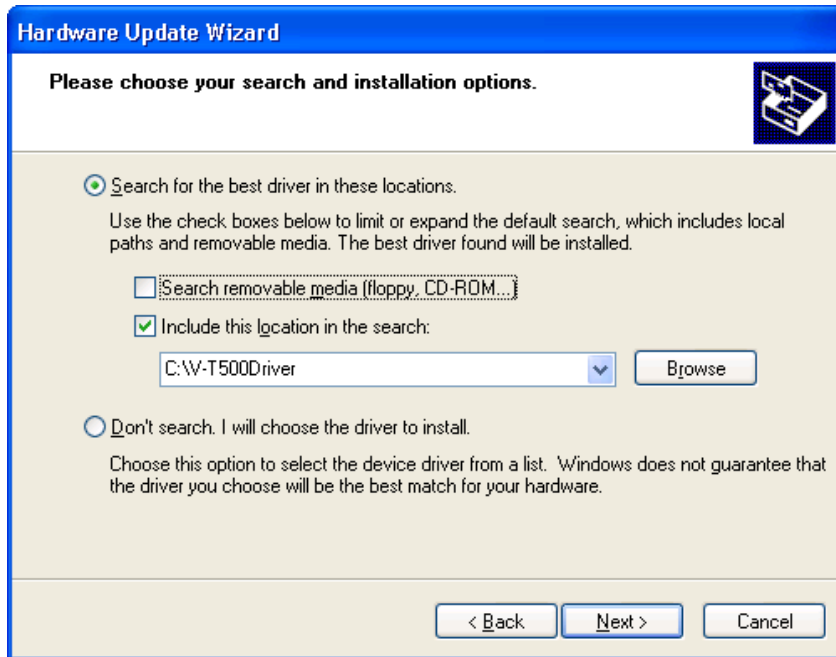 Hardware Update Wizard
Please choose your search and installation options.
Search for the best driver in these locations.
Use the check boxes below to limit or expand the default search, which includes local
paths and removable media. The best driver found will be installed.
Search removable media (floppy, CD-ROM...)
Include this location in the search:
C:\V-T500Driver
Browse
Don't search. I will choose the driver to install.
Choose this option to select the device driver from a list. Windows does not guarantee that
the driver you choose will be the best match for your hardware.
< Back Next > Cancel